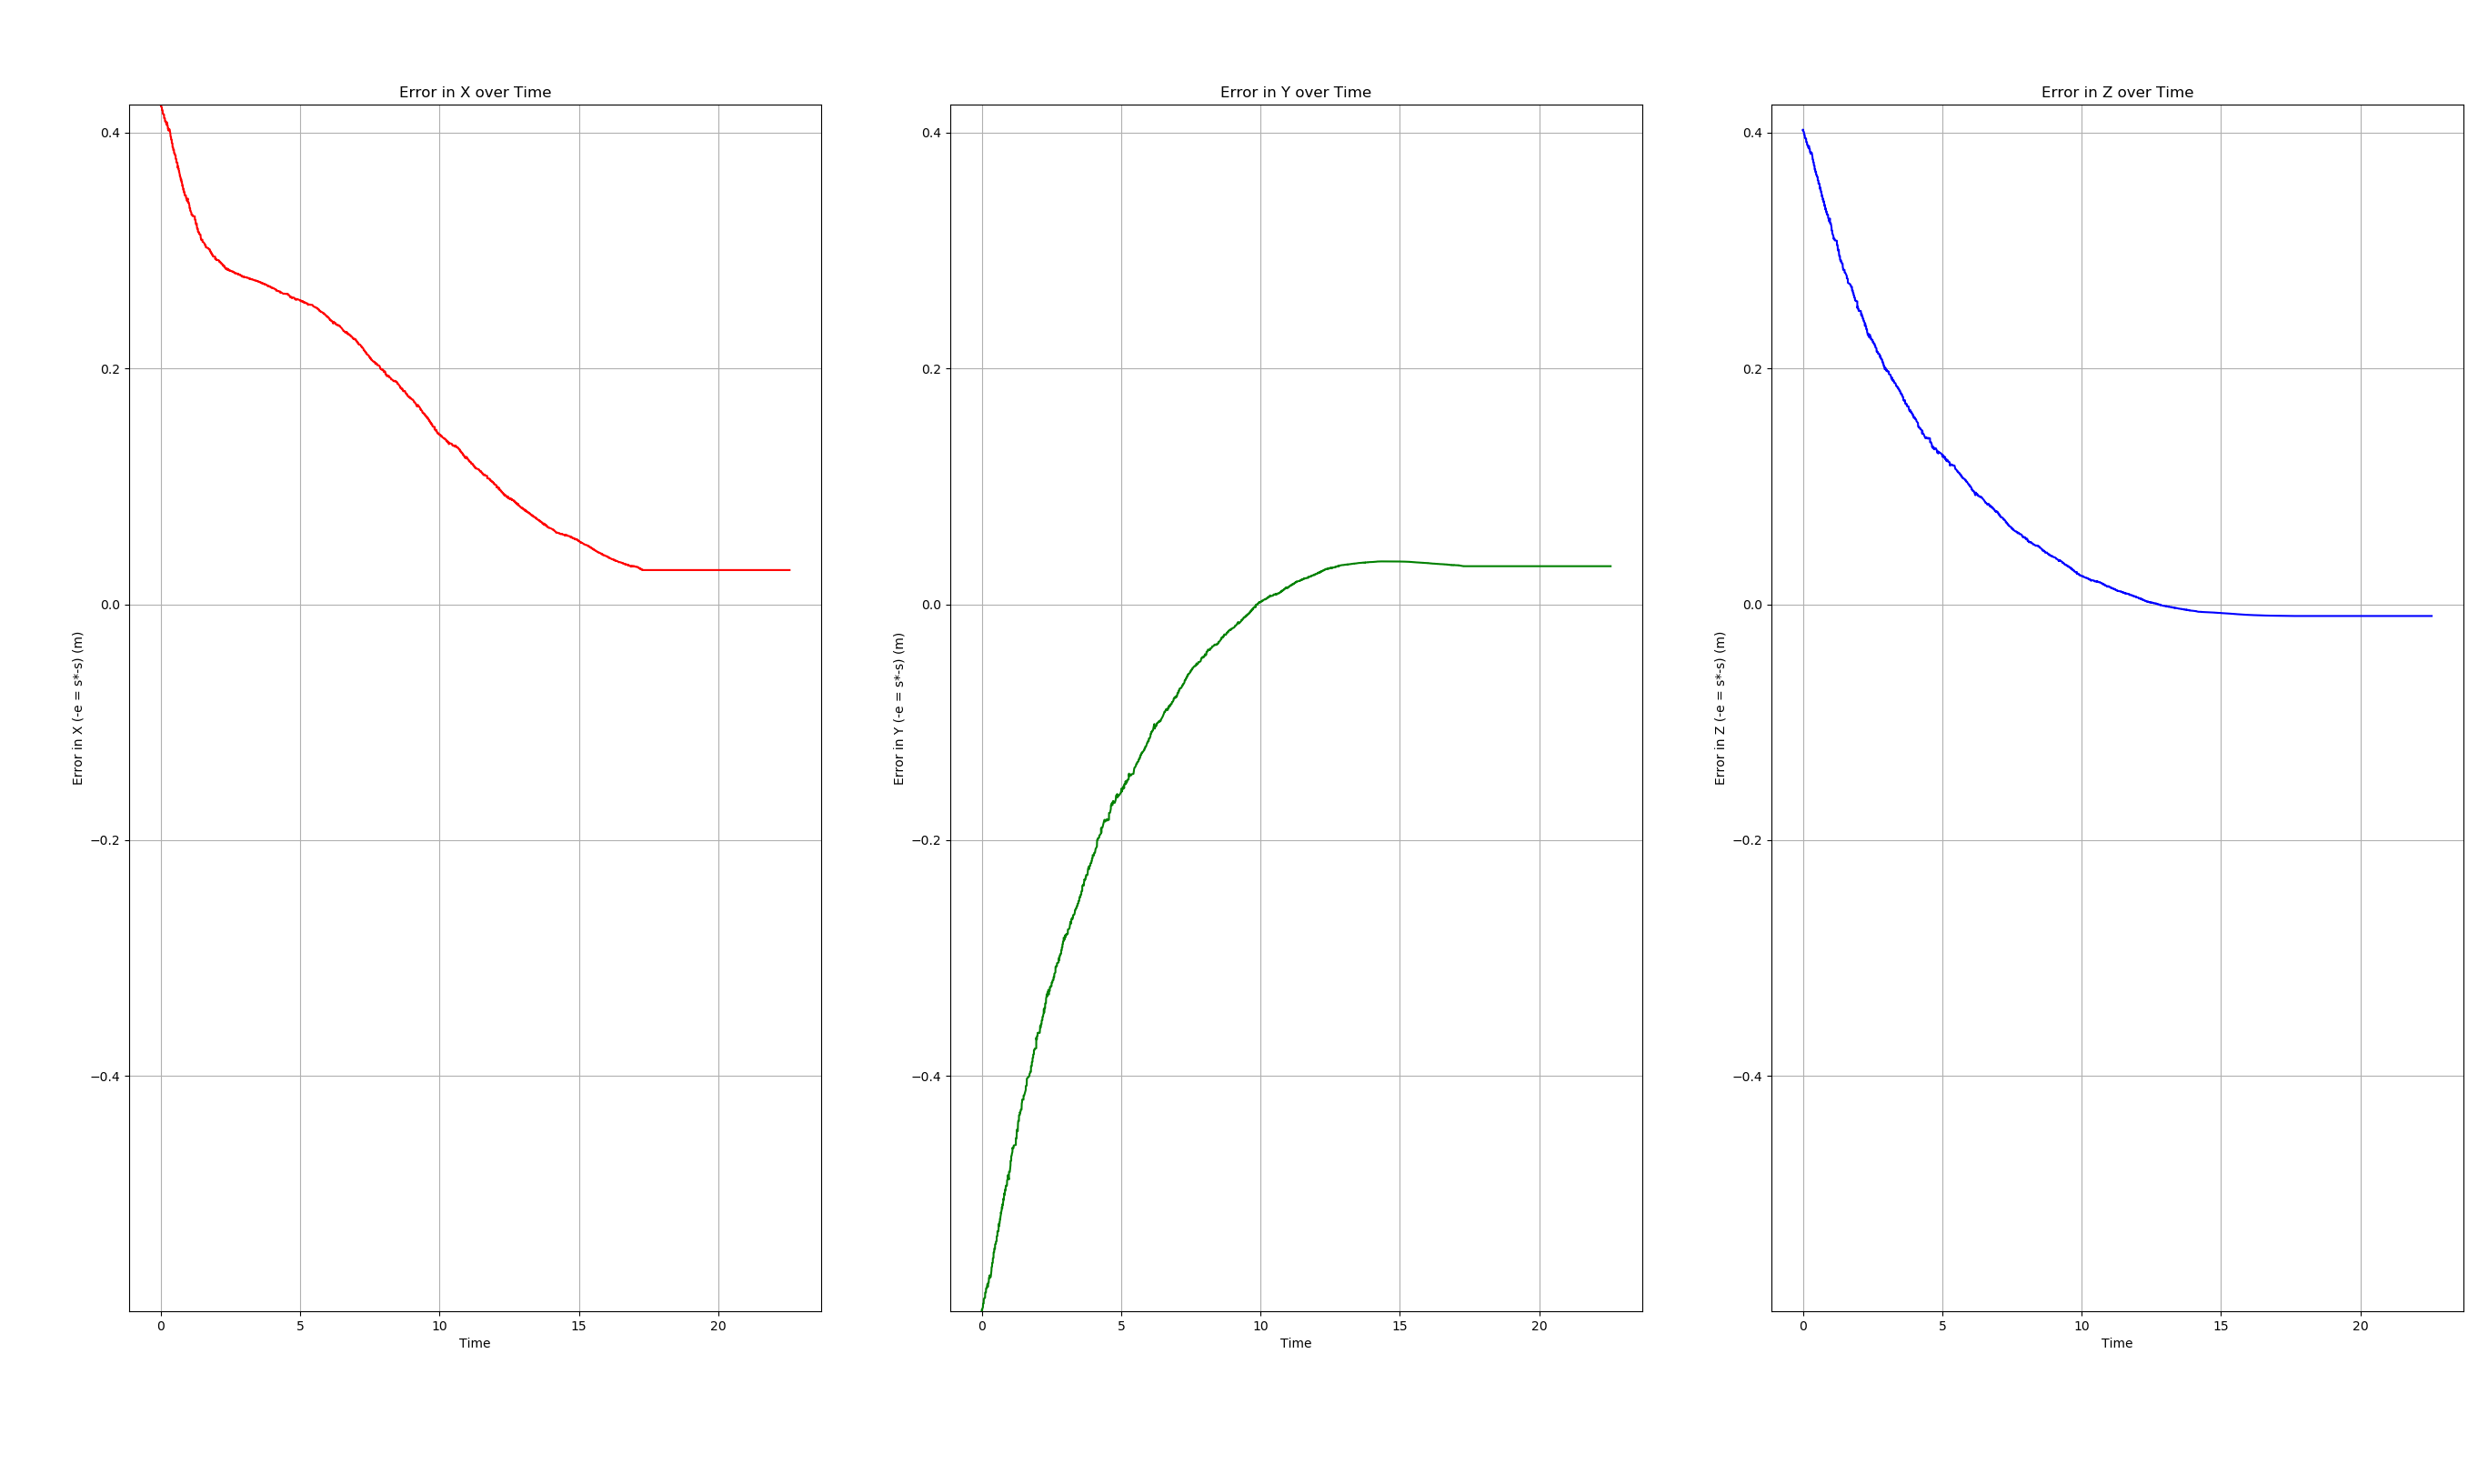 Error in X over Time
Error in X (-e = s*-s) (m)
0.4
0.2
0.0
−0.2
−0.4
0 5 10 15 20
Time
Error in Y over Time
Error in Y (-e = s*-s) (m)
0.4
0.2
0.0
−0.2
−0.4
0 5 10 15 20
Time
Error in Z over Time
Error in Z (-e = s*-s) (m)
0.4
0.2
0.0
−0.2
−0.4
0 5 10 15 20
Time